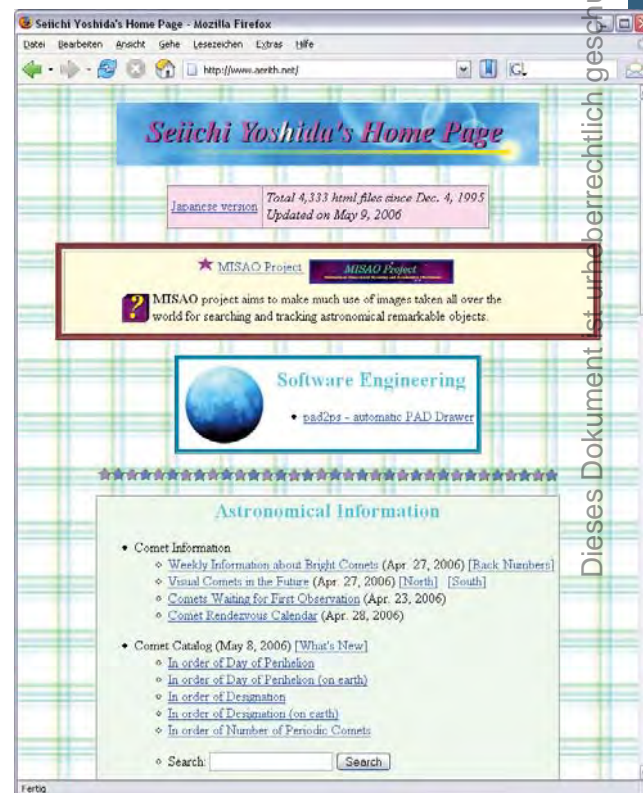 Seiichi Yoshida's Home Page - Mozilla Firefox
Datei Bearbeiten Ansicht Gehe Lesezeichen Extras Hilfe
http://www.aerith.net/
Seiichi Yoshida's Home Page
Japanese version
Total 4,333 html files since Dec. 4, 1995
Updated on May 9, 2006
MISAO Project
MISAO Project
MISAO project aims to make much use of images taken all over the
world for searching and tracking astronomical remarkable objects.
Software Engineering
pad2ps - automatic PAD Drawer
Astronomical Information
Comet Information
Weekly Information about Bright Comets (Apr. 27, 2006) [Back Numbers]
Visual Comets in the Future (Apr. 27, 2006) [North] [South]
Comets Waiting for First Observation (Apr. 23, 2006)
Comet Rendezvous Calendar (Apr. 28, 2006)
Comet Catalog (May 8, 2006) [What's New]
In order of Day of Perihelion
In order of Day of Perihelion (on earth)
In order of Designation
In order of Designation (on earth)
In order of Number of Periodic Comets
Search: Search
Fertig
Dieses Dokument ist urheberrechtlich